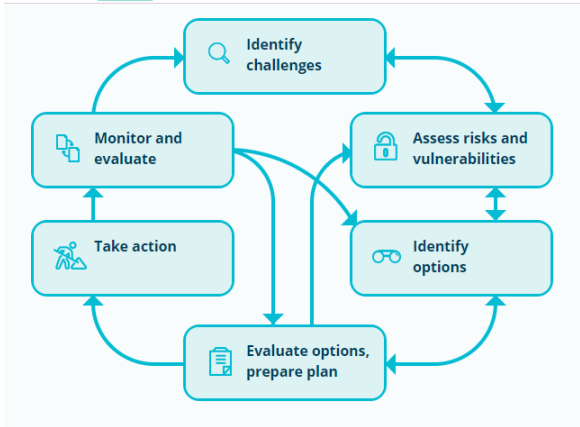 Identify
challenges
Monitor and
evaluate
Assess risks and
vulnerabilities
Take action
Identify
options
Evaluate options,
prepare plan